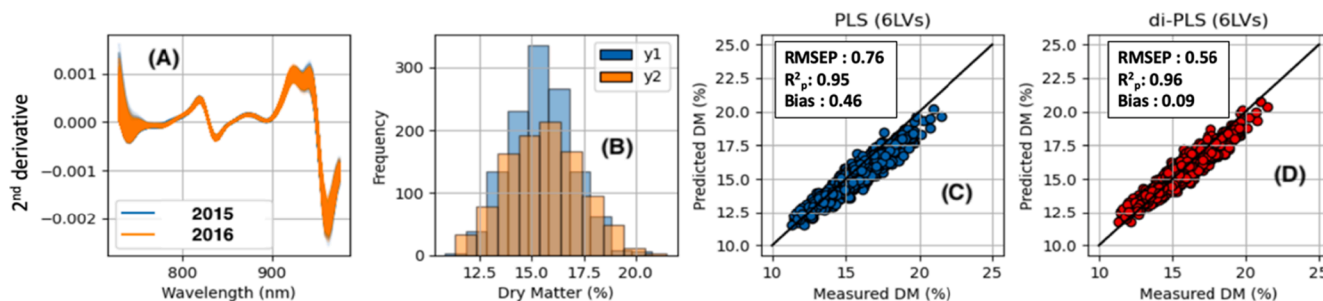 PLS (6LVs)
di-PLS (6LVs)
2nd derivative
0.001
0.000
−0.001
−0.002
(A)
2015
2016
800
900
Wavelength (nm)
Frequency
300
200
100
0
y1
y2
(B)
12.5
15.0
17.5
20.0
Dry Matter (%)
Predicted DM (%)
25.0
22.5
20.0
17.5
15.0
12.5
10.0
RMSEP : 0.76
R²p: 0.95
Bias : 0.46
(C)
10
15
20
25
Measured DM (%)
Predicted DM (%)
25.0
22.5
20.0
17.5
15.0
12.5
10.0
RMSEP : 0.56
R²p: 0.96
Bias : 0.09
(D)
10
15
20
25
Measured DM (%)